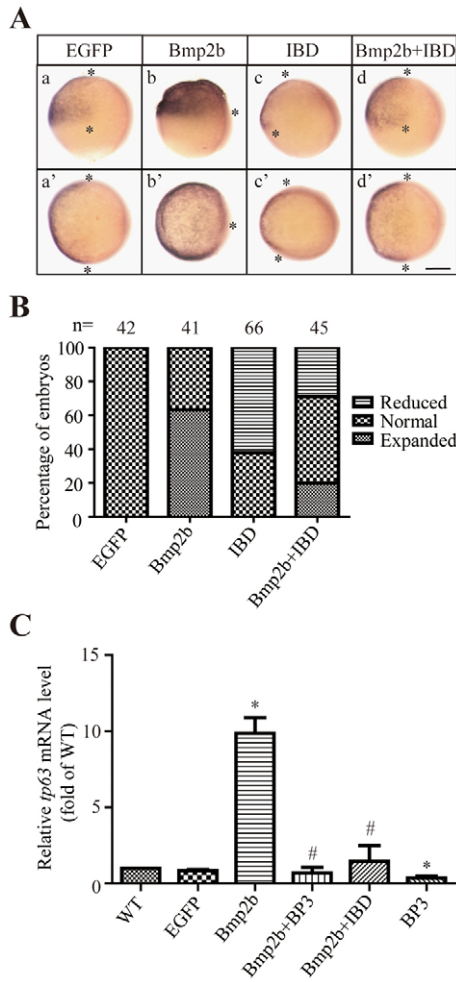 A
EGFP Bmp2b IBD Bmp2b+IBD
a * * b * c * * d * *
a' * * b' * c' * * d' * *
B
n= 42 41 66 45
Percentage of embryos
100
80
60
40
20
0
Reduced
Normal
Expanded
EGFP Bmp2b IBD Bmp2b+IBD
C
Relative tp63 mRNA level
(fold of WT)
15
10
5
0
* # # *
WT EGFP Bmp2b Bmp2b+BP3 Bmp2b+IBD BP3